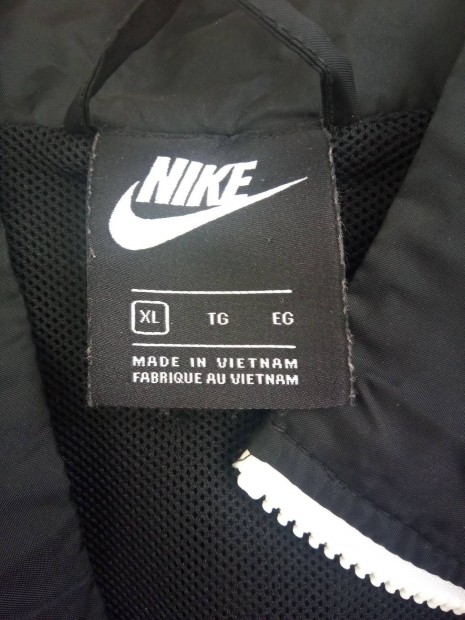 NIKE
XL TG EG
MADE IN VIETNAM
FABRIQUE AU VIETNAM